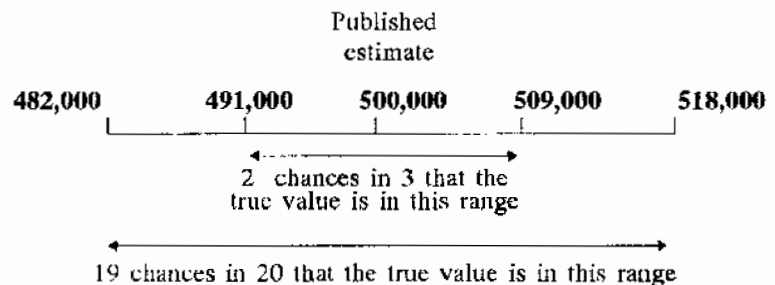 Published
estimate
482,000 491,000 500,000 509,000 518,000
2 chances in 3 that the
true value is in this range
19 chances in 20 that the true value is in this range